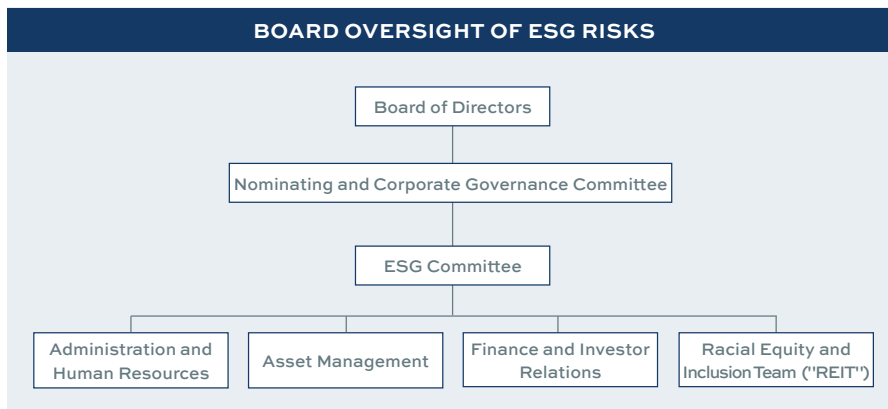 BOARD OVERSIGHT OF ESG RISKS
Board of Directors
Nominating and Corporate Governance Committee
ESG Committee
Administration and
Human Resources
Asset Management
Finance and Investor
Relations
Racial Equity and
Inclusion Team ("REIT")